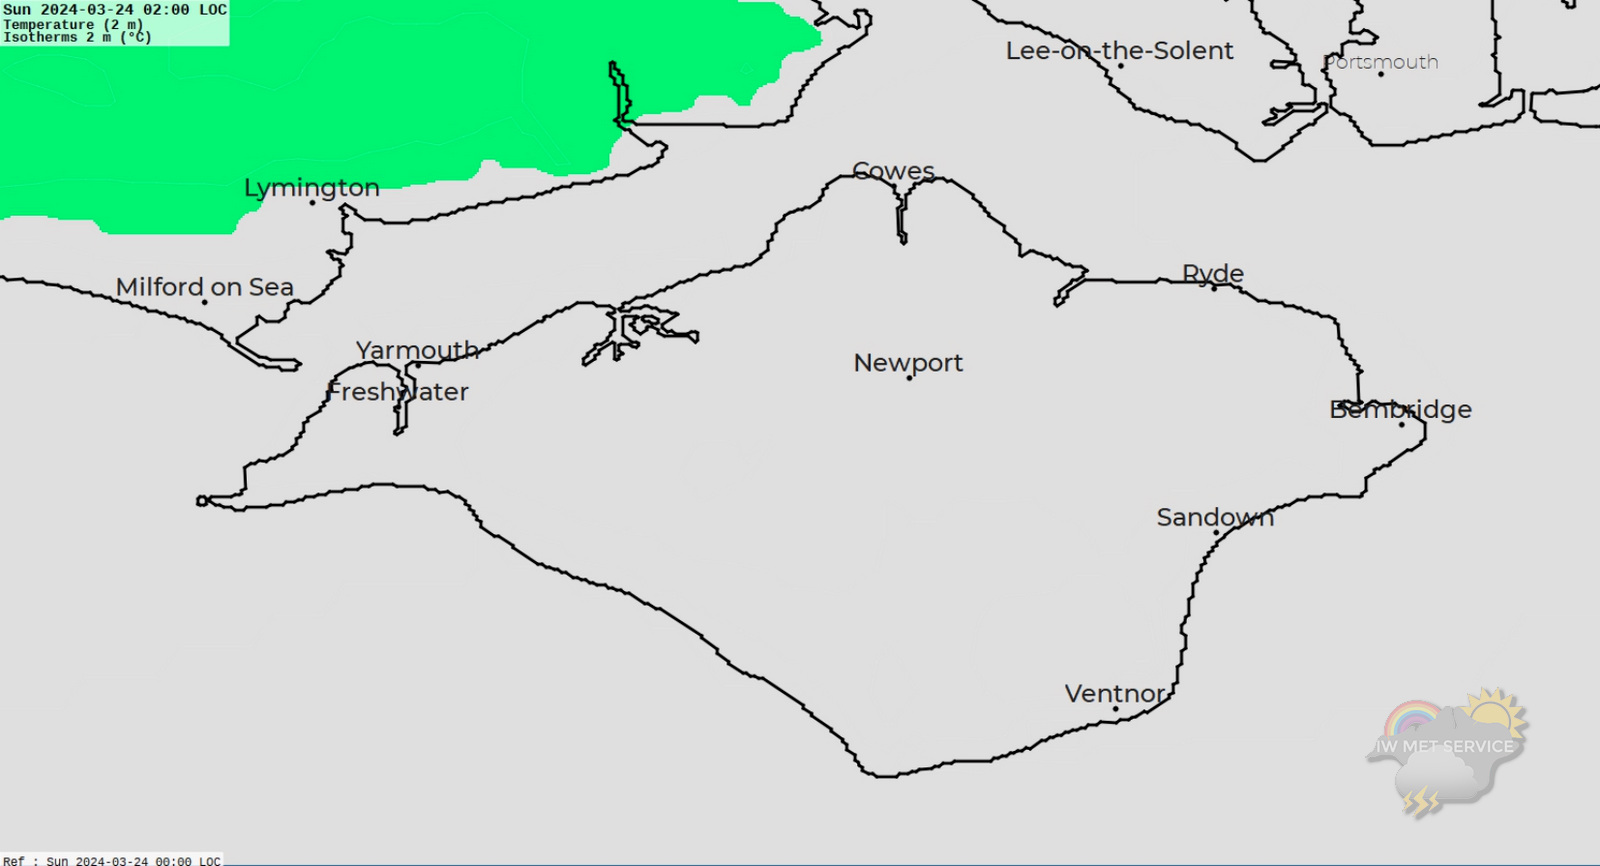 Sun 2024-03-24 02:00 LOC
Temperature (2 m)
Isotherms 2 m (°C)
Lee-on-the-Solent
Portsmouth
Cowes
Lymington
Ryde
Milford on Sea
Yarmouth
Newport
Freshwater
Bembridge
Sandown
Ventnor
IW MET SERVICE
Ref : Sun 2024-03-24 00:00 LOC